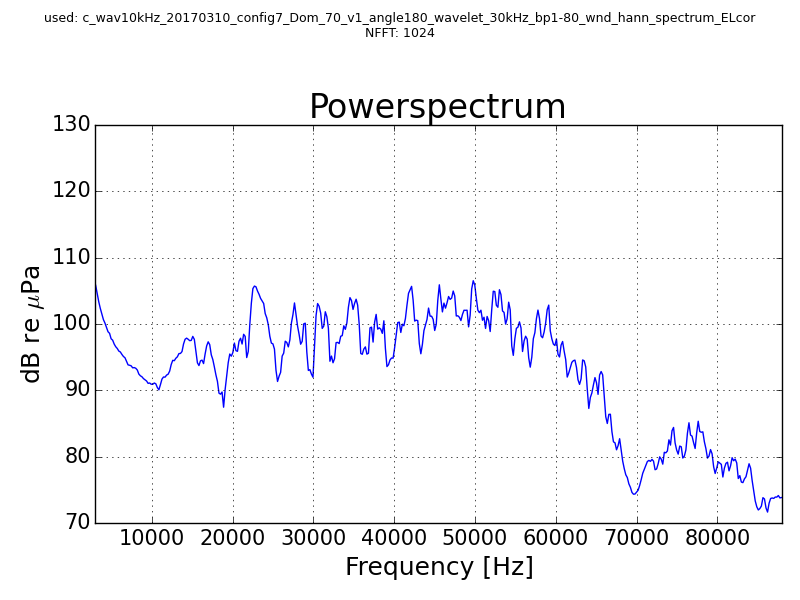 used: c_wav10kHz_20170310_config7_Dom_70_v1_angle180_wavelet_30kHz_bp1-80_wnd_hann_spectrum_ELcor
NFFT: 1024
Powerspectrum
130
120
110
100
90
80
70
dB re μPa
10000 20000 30000 40000 50000 60000 70000 80000
Frequency [Hz]